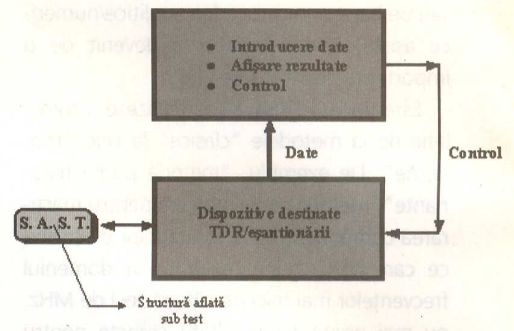 • Introducere date
• Afişare rezultate
• Control
Date
Control
Dispozitive destinate
TDR/eşantionării
S. A. S. T.
Structură aflată
sub test